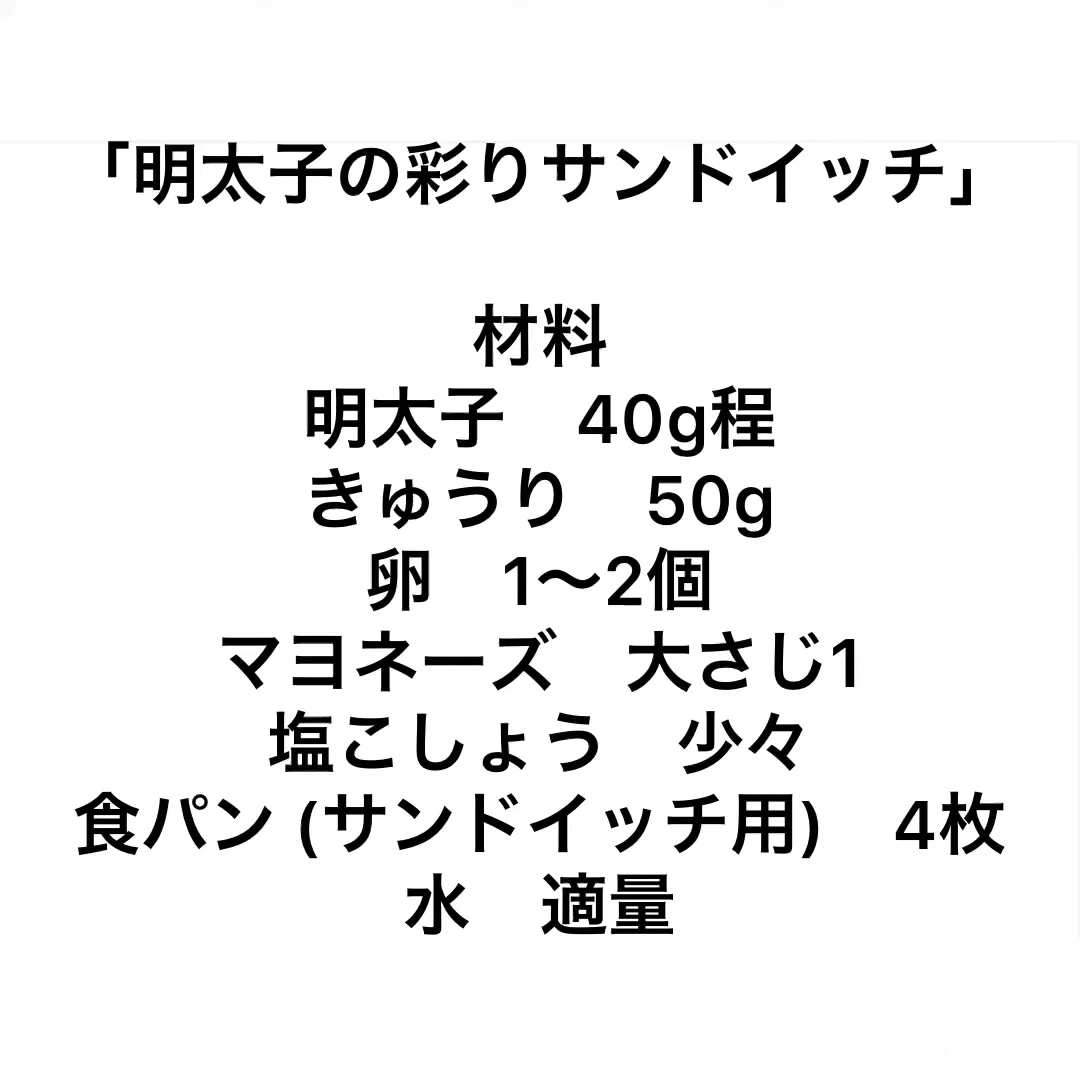 「明太子の彩りサンドイッチ」
材料
明太子　40g程
きゅうり　50g
卵　1〜2個
マヨネーズ　大さじ1
塩こしょう　少々
食パン (サンドイッチ用)　4枚
水　適量